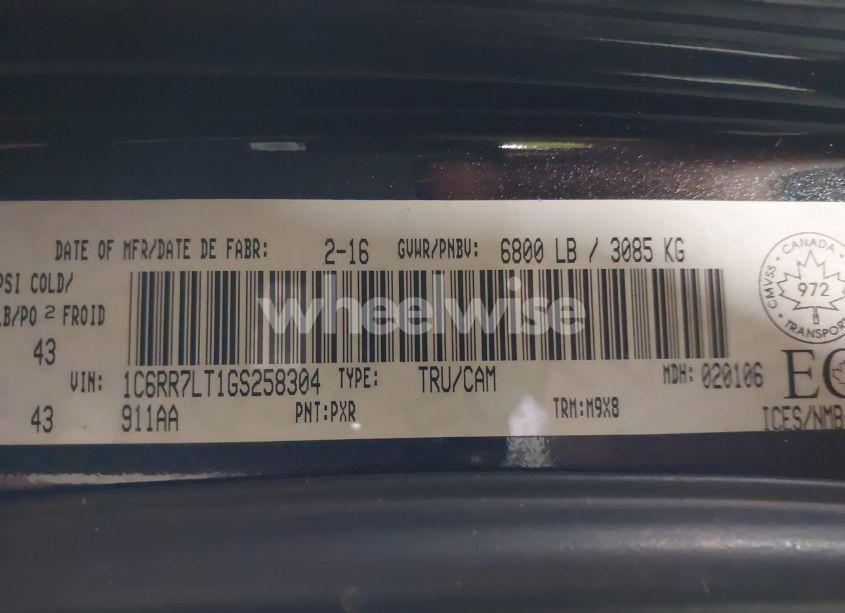 DATE OF MFR/DATE DE FABR: 2-16 GVWR/PNBV: 6800 LB / 3085 KG
PSI COLD/
LB/PO 2 FROID
43
wheelwise
CMVSS · CANADA · TRANSPORT
972
VIN: 1C6RR7LT1GS258304 TYPE: TRU/CAM MDH: 020106
43 911AA PNT:PXR TRM:M9X8
ICES/NMB